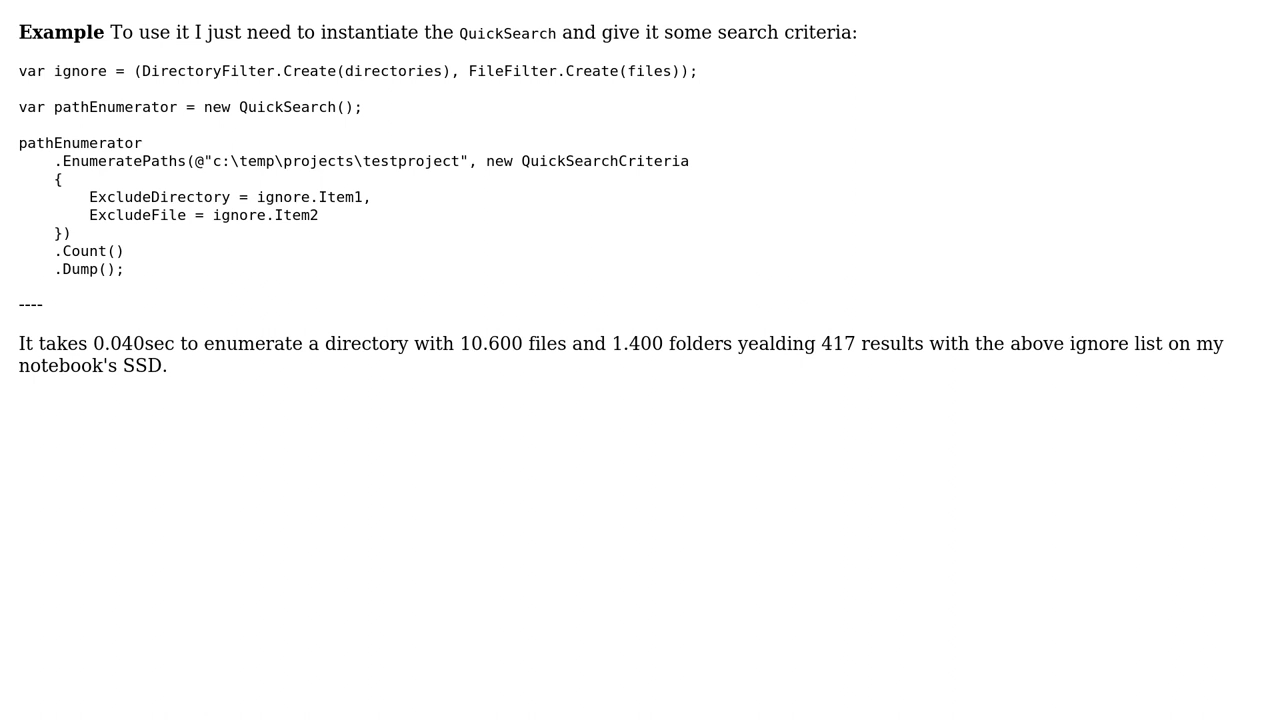 Example To use it I just need to instantiate the QuickSearch and give it some search criteria:
var ignore = (DirectoryFilter.Create(directories), FileFilter.Create(files));
var pathEnumerator = new QuickSearch();
pathEnumerator
    .EnumeratePaths(@"c:\temp\projects\testproject", new QuickSearchCriteria
    {
        ExcludeDirectory = ignore.Item1,
        ExcludeFile = ignore.Item2
    })
    .Count()
    .Dump();
----
It takes 0.040sec to enumerate a directory with 10.600 files and 1.400 folders yealding 417 results with the above ignore list on my
notebook's SSD.